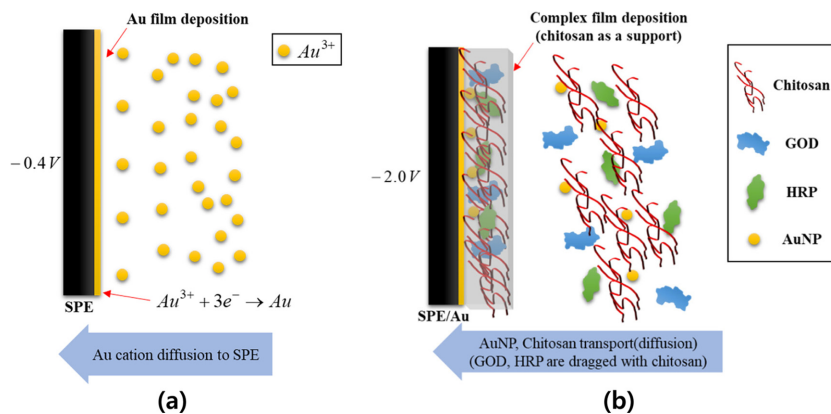 Au film deposition
Au³⁺
−0.4V
SPE
Au³⁺ + 3e⁻ → Au
Au cation diffusion to SPE
(a)
Complex film deposition
(chitosan as a support)
−2.0V
SPE/Au
AuNP, Chitosan transport(diffusion)
(GOD, HRP are dragged with chitosan)
(b)
Chitosan
GOD
HRP
AuNP